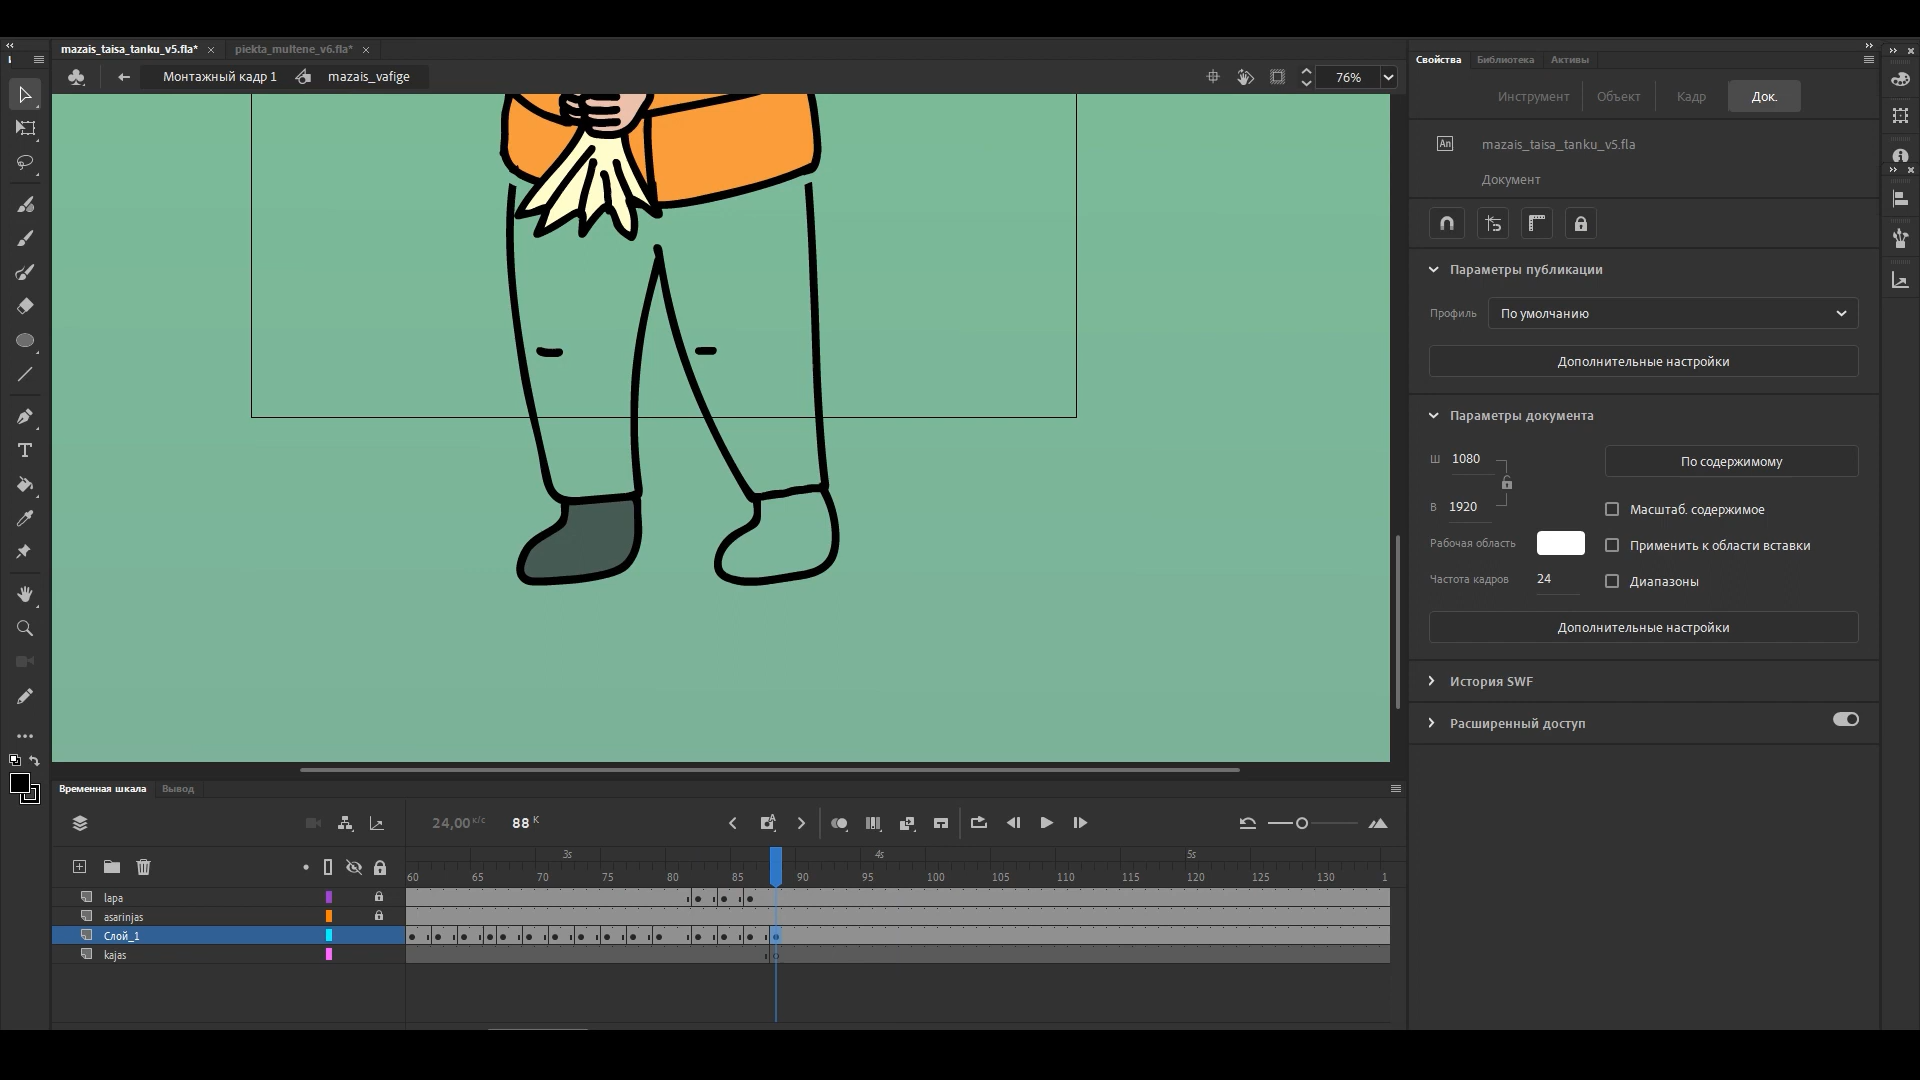 mazais_taisa_tanku_v5.fla*
piekta_multene_v6.fla*
Монтажный кадр 1
mazais_vafige
76%
Свойства
Библиотека
Активы
Инструмент
Объект
Кадр
Док.
An
mazais_taisa_tanku_v5.fla
Документ
Параметры публикации
Профиль
По умолчанию
Дополнительные настройки
Параметры документа
Ш
1080
По содержимому
В
1920
Масштаб. содержимое
Рабочая область
Применить к области вставки
Частота кадров
24
Диапазоны
Дополнительные настройки
История SWF
Расширенный доступ
Временная шкала
Вывод
24,00 к/с
88 К
3s
4s
5s
60
65
70
75
80
85
90
95
100
105
110
115
120
125
130
1
lapa
asarinjas
Слой_1
kajas